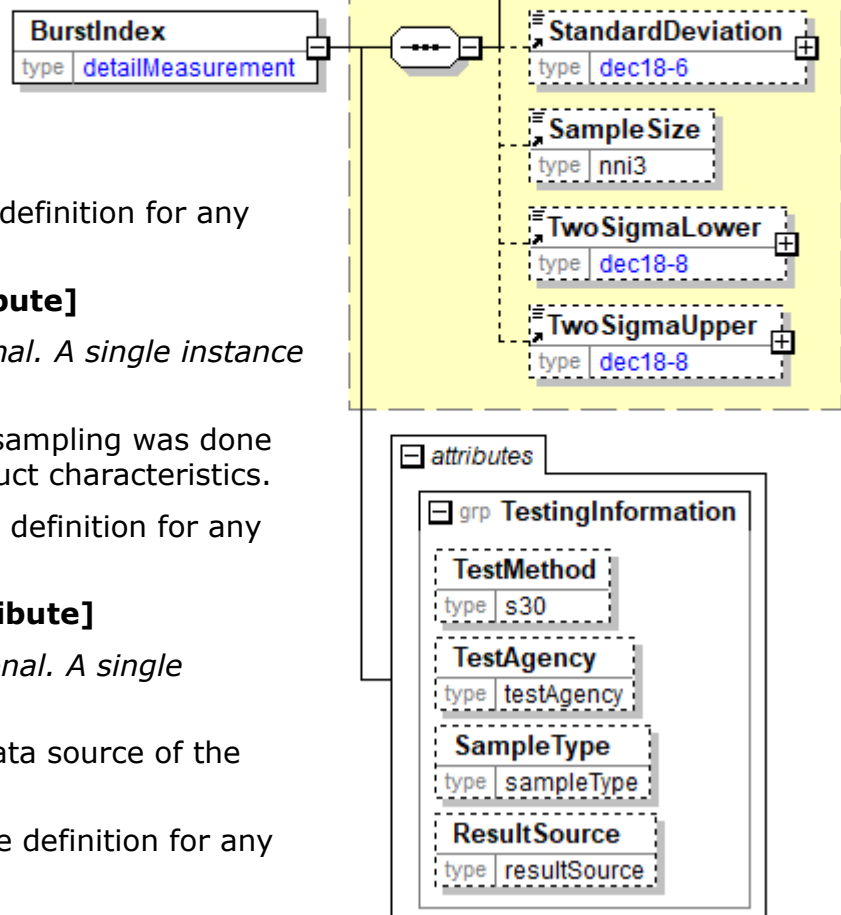 BurstIndex
type detailMeasurement
StandardDeviation
type dec18-6
SampleSize
type nni3
TwoSigmaLower
type dec18-8
TwoSigmaUpper
type dec18-8
definition for any
bute]
nal. A single instance
sampling was done
uct characteristics.
definition for any
ibute]
onal. A single
ata source of the
e definition for any
attributes
grp TestingInformation
TestMethod
type s30
TestAgency
type testAgency
SampleType
type sampleType
ResultSource
type resultSource